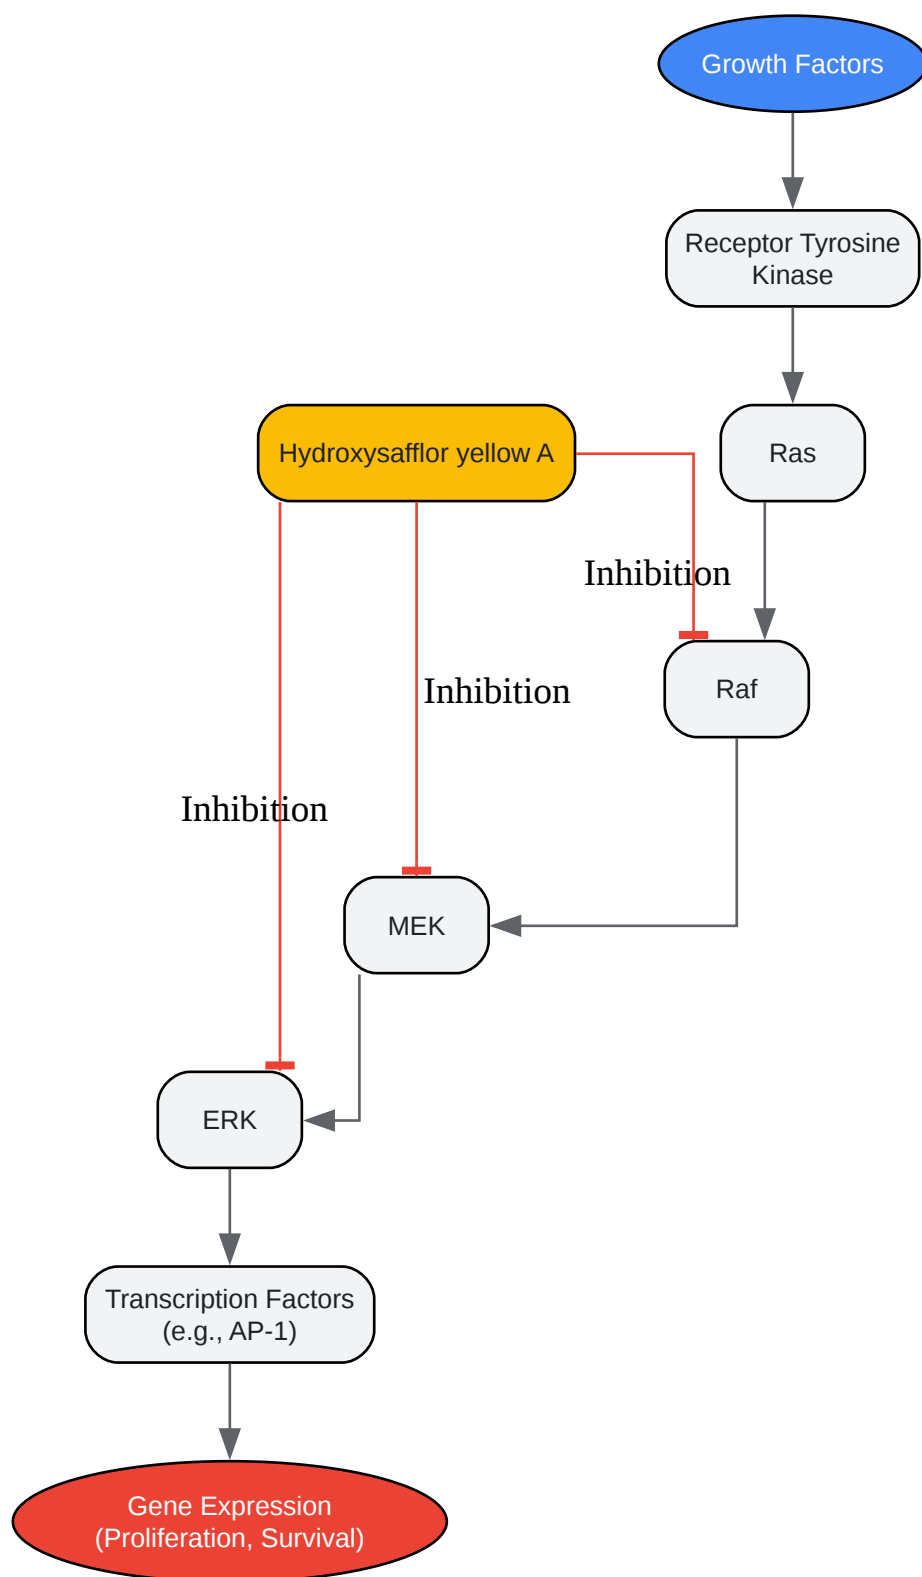 Growth Factors
Receptor Tyrosine
Kinase
Hydroxysafflor yellow A
Ras
Inhibition
Raf
Inhibition
Inhibition
MEK
ERK
Transcription Factors
(e.g., AP-1)
Gene Expression
(Proliferation, Survival)